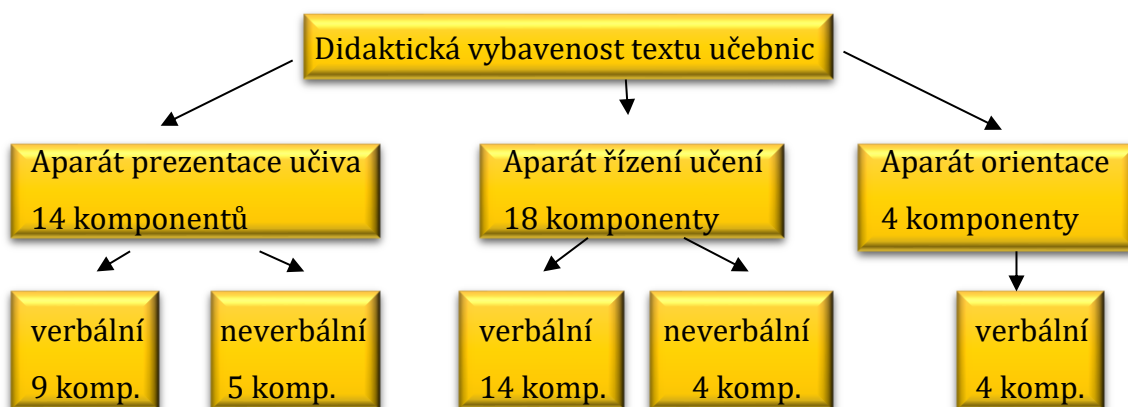 Didaktická vybavenost textu učebnic
Aparát prezentace učiva
14 komponentů
Aparát řízení učení
18 komponenty
Aparát orientace
4 komponenty
verbální
9 komp.
neverbální
5 komp.
verbální
14 komp.
neverbální
4 komp.
verbální
4 komp.